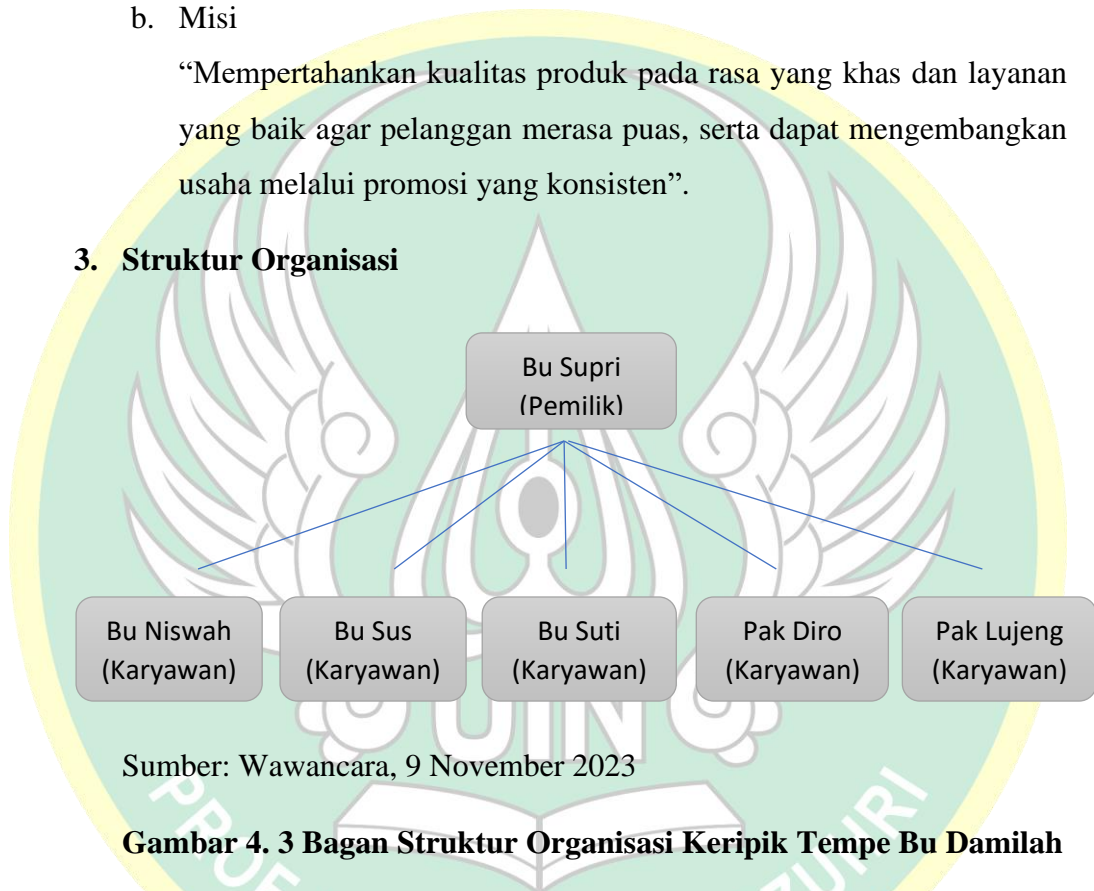 b. Misi
“Mempertahankan kualitas produk pada rasa yang khas dan layanan
yang baik agar pelanggan merasa puas, serta dapat mengembangkan
usaha melalui promosi yang konsisten”.
3. Struktur Organisasi
Bu Supri
(Pemilik)
Bu Niswah
(Karyawan)
Bu Sus
(Karyawan)
Bu Suti
(Karyawan)
Pak Diro
(Karyawan)
Pak Lujeng
(Karyawan)
UIN
Sumber: Wawancara, 9 November 2023
Gambar 4. 3 Bagan Struktur Organisasi Keripik Tempe Bu Damilah